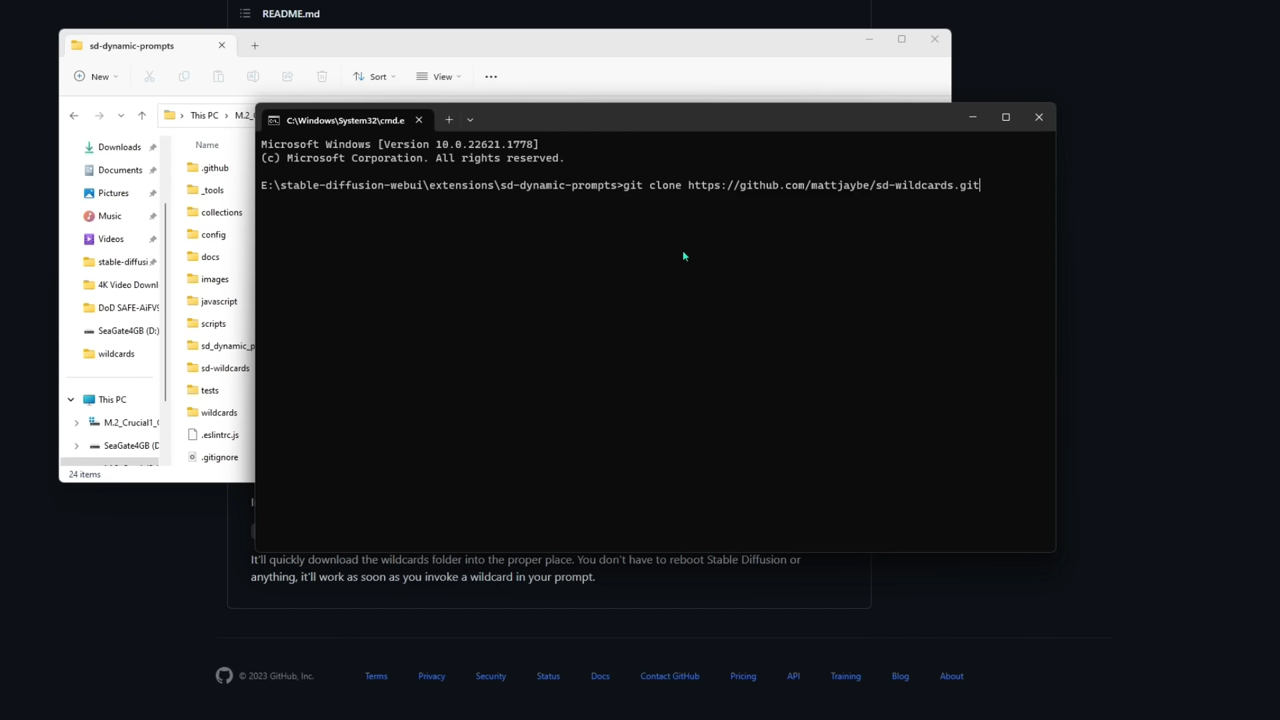 README.md
sd-dynamic-prompts
New
Sort
View
This PC
M.2_
C:\Windows\System32\cmd.e
Microsoft Windows [Version 10.0.22621.1778]
(c) Microsoft Corporation. All rights reserved.
E:\stable-diffusion-webui\extensions\sd-dynamic-prompts>git clone https://github.com/mattjaybe/sd-wildcards.git
Downloads
Documents
Pictures
Music
Videos
stable-diffusi
4K Video Downl
DoD SAFE-AiFV9
SeaGate4GB (D:)
wildcards
This PC
M.2_Crucial1_(
SeaGate4GB (D
Name
.github
_tools
collections
config
docs
images
javascript
scripts
sd_dynamic_p
sd-wildcards
tests
wildcards
.eslintrc.js
.gitignore
24 items
It'll quickly download the wildcards folder into the proper place. You don't have to reboot Stable Diffusion or
anything, it'll work as soon as you invoke a wildcard in your prompt.
© 2023 GitHub, Inc.
Terms
Privacy
Security
Status
Docs
Contact GitHub
Pricing
API
Training
Blog
About